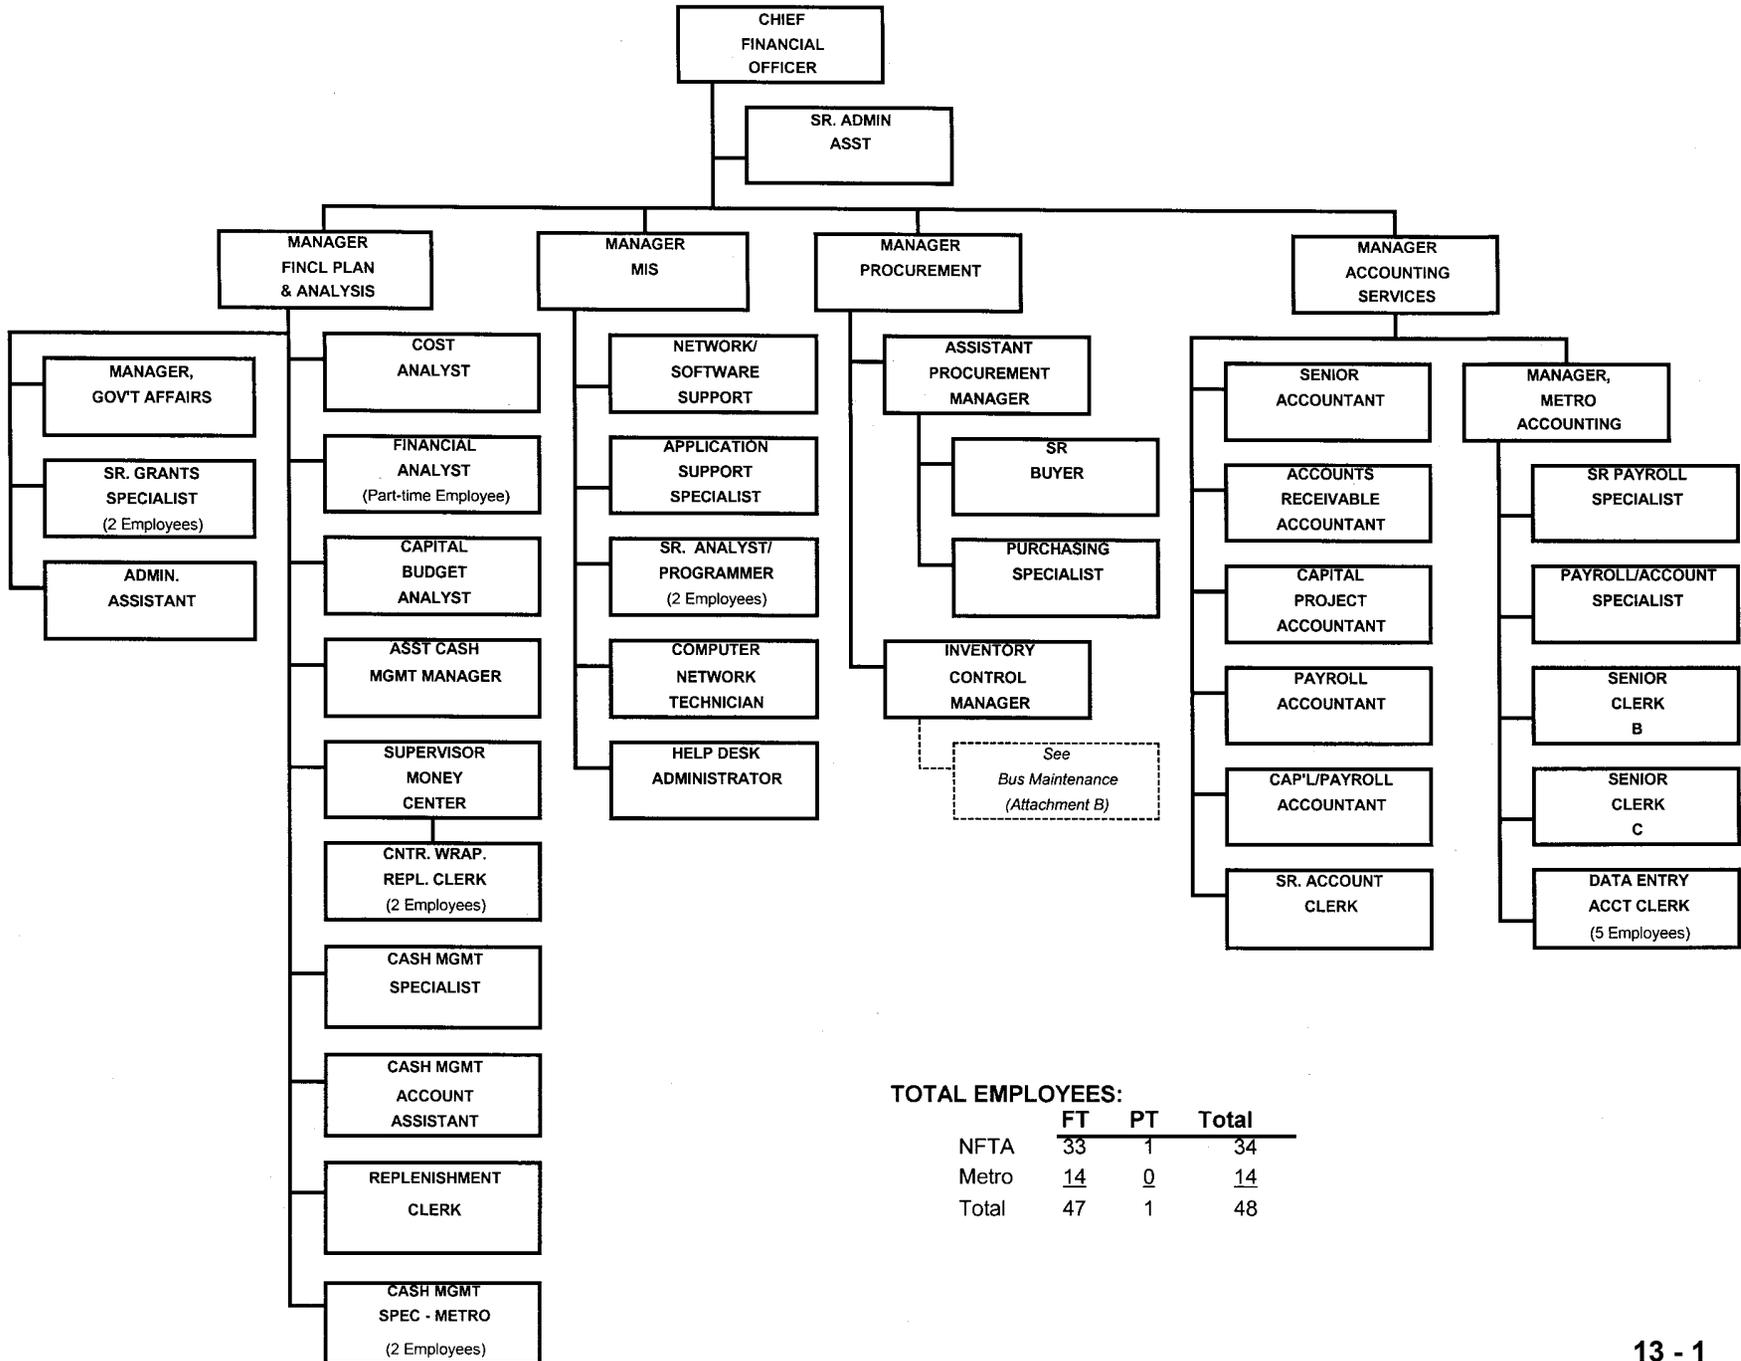 CHIEF
FINANCIAL
OFFICER
SR. ADMIN
ASST
MANAGER
FINCL PLAN
& ANALYSIS
MANAGER
MIS
MANAGER
PROCUREMENT
MANAGER
ACCOUNTING
SERVICES
MANAGER,
GOV'T AFFAIRS
SR. GRANTS
SPECIALIST
(2 Employees)
ADMIN.
ASSISTANT
COST
ANALYST
FINANCIAL
ANALYST
(Part-time Employee)
CAPITAL
BUDGET
ANALYST
ASST CASH
MGMT MANAGER
SUPERVISOR
MONEY
CENTER
CNTR. WRAP.
REPL. CLERK
(2 Employees)
CASH MGMT
SPECIALIST
CASH MGMT
ACCOUNT
ASSISTANT
REPLENISHMENT
CLERK
CASH MGMT
SPEC - METRO
(2 Employees)
NETWORK/
SOFTWARE
SUPPORT
APPLICATION
SUPPORT
SPECIALIST
SR. ANALYST/
PROGRAMMER
(2 Employees)
COMPUTER
NETWORK
TECHNICIAN
HELP DESK
ADMINISTRATOR
ASSISTANT
PROCUREMENT
MANAGER
SR
BUYER
PURCHASING
SPECIALIST
INVENTORY
CONTROL
MANAGER
See
Bus Maintenance
(Attachment B)
SENIOR
ACCOUNTANT
ACCOUNTS
RECEIVABLE
ACCOUNTANT
CAPITAL
PROJECT
ACCOUNTANT
PAYROLL
ACCOUNTANT
CAP'L/PAYROLL
ACCOUNTANT
SR. ACCOUNT
CLERK
MANAGER,
METRO
ACCOUNTING
SR PAYROLL
SPECIALIST
PAYROLL/ACCOUNT
SPECIALIST
SENIOR
CLERK
B
SENIOR
CLERK
C
DATA ENTRY
ACCT CLERK
(5 Employees)
TOTAL EMPLOYEES:
FT PT Total
NFTA 33 1 34
Metro 14 0 14
Total 47 1 48
13 - 1